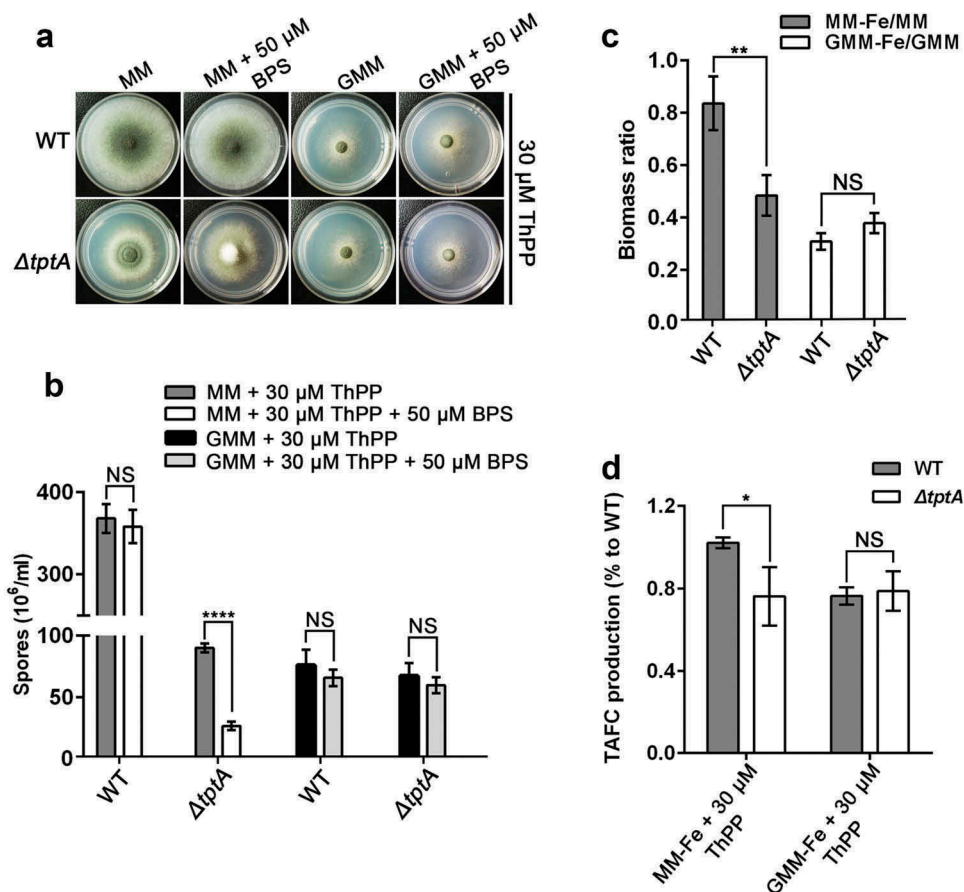 a
MM
MM + 50 µM
BPS
GMM
GMM + 50 µM
BPS
WT
ΔtptA
30 µM ThPP
b
MM + 30 µM ThPP
MM + 30 µM ThPP + 50 µM BPS
GMM + 30 µM ThPP
GMM + 30 µM ThPP + 50 µM BPS
Spores (10⁶/ml)
400
300
100
50
0
NS
****
NS
NS
WT
ΔtptA
WT
ΔtptA
c
MM-Fe/MM
GMM-Fe/GMM
Biomass ratio
1.0
0.8
0.6
0.4
0.2
0.0
**
NS
WT
ΔtptA
WT
ΔtptA
d
WT
ΔtptA
TAFC production (% to WT)
1.2
0.8
0.4
0.0
*
NS
MM-Fe + 30 µM
ThPP
GMM-Fe + 30 µM
ThPP